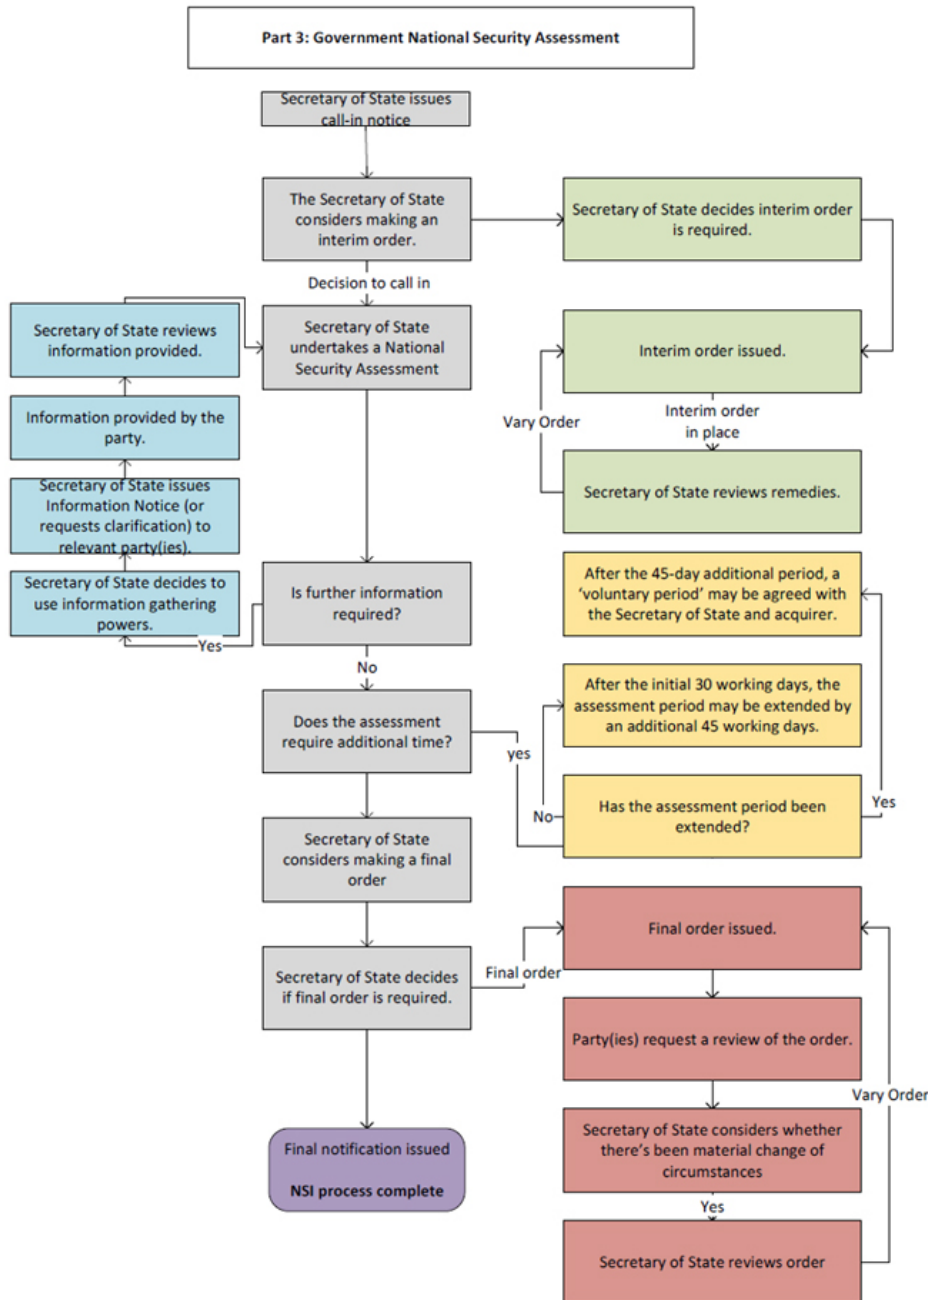 Part 3: Government National Security Assessment
Secretary of State issues
call-in notice
The Secretary of State
considers making an
interim order.
Secretary of State decides interim order
is required.
Decision to call in
Secretary of State reviews
information provided.
Secretary of State
undertakes a National
Security Assessment
Interim order issued.
Interim order
in place
Vary Order
Information provided by the
party.
Secretary of State reviews remedies.
Secretary of State issues
Information Notice (or
requests clarification) to
relevant party(ies).
Secretary of State decides to
use information gathering
powers.
Is further information
required?
Yes
After the 45-day additional period, a
‘voluntary period’ may be agreed with
the Secretary of State and acquirer.
No
After the initial 30 working days, the
assessment period may be extended by
an additional 45 working days.
Does the assessment
require additional time?
yes
No
Has the assessment period been
extended?
Yes
Secretary of State
considers making a final
order
Final order issued.
Secretary of State decides
if final order is required.
Final order
Party(ies) request a review of the order.
Vary Order
Secretary of State considers whether
there’s been material change of
circumstances
Final notification issued
NSI process complete
Yes
Secretary of State reviews order